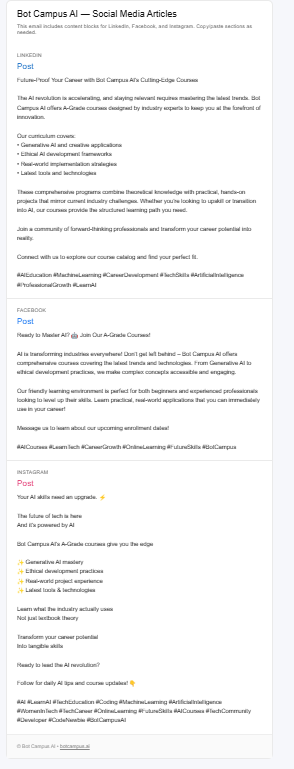 Bot Campus AI — Social Media Articles
This email includes content blocks for LinkedIn, Facebook, and Instagram. Copy/paste sections as
needed.
LINKEDIN
Post
Future-Proof Your Career with Bot Campus AI's Cutting-Edge Courses
The AI revolution is accelerating, and staying relevant requires mastering the latest trends. Bot
Campus AI offers A-Grade courses designed by industry experts to keep you at the forefront of
innovation.
Our curriculum covers:
• Generative AI and creative applications
• Ethical AI development frameworks
• Real-world implementation strategies
• Latest tools and technologies
These comprehensive programs combine theoretical knowledge with practical, hands-on
projects that mirror current industry challenges. Whether you're looking to upskill or transition
into AI, our courses provide the structured learning path you need.
Join a community of forward-thinking professionals and transform your career potential into
reality.
Connect with us to explore our course catalog and find your perfect fit.
#AIEducation #MachineLearning #CareerDevelopment #TechSkills #ArtificialIntelligence
#ProfessionalGrowth #LearnAI
FACEBOOK
Post
Ready to Master AI? 🤖 Join Our A-Grade Courses!
AI is transforming industries everywhere! Don't get left behind – Bot Campus AI offers
comprehensive courses covering the latest trends and technologies. From Generative AI to
ethical development practices, we make complex concepts accessible and engaging.
Our friendly learning environment is perfect for both beginners and experienced professionals
looking to level up their skills. Learn practical, real-world applications that you can immediately
use in your career!
Message us to learn about our upcoming enrollment dates!
#AICourses #LearnTech #CareerGrowth #OnlineLearning #FutureSkills #BotCampus
INSTAGRAM
Post
Your AI skills need an upgrade. ⚡
The future of tech is here
And it's powered by AI
Bot Campus AI's A-Grade courses give you the edge
✨ Generative AI mastery
✨ Ethical development practices
✨ Real-world project experience
✨ Latest tools & technologies
Learn what the industry actually uses
Not just textbook theory
Transform your career potential
Into tangible skills
Ready to lead the AI revolution?
Follow for daily AI tips and course updates! 👇
#AI #LearnAI #TechEducation #Coding #MachineLearning #ArtificialIntelligence
#WomenInTech #TechCareer #OnlineLearning #FutureSkills #AICourses #TechCommunity
#Developer #CodeNewbie #BotCampusAI
© Bot Campus AI • botcampus.ai